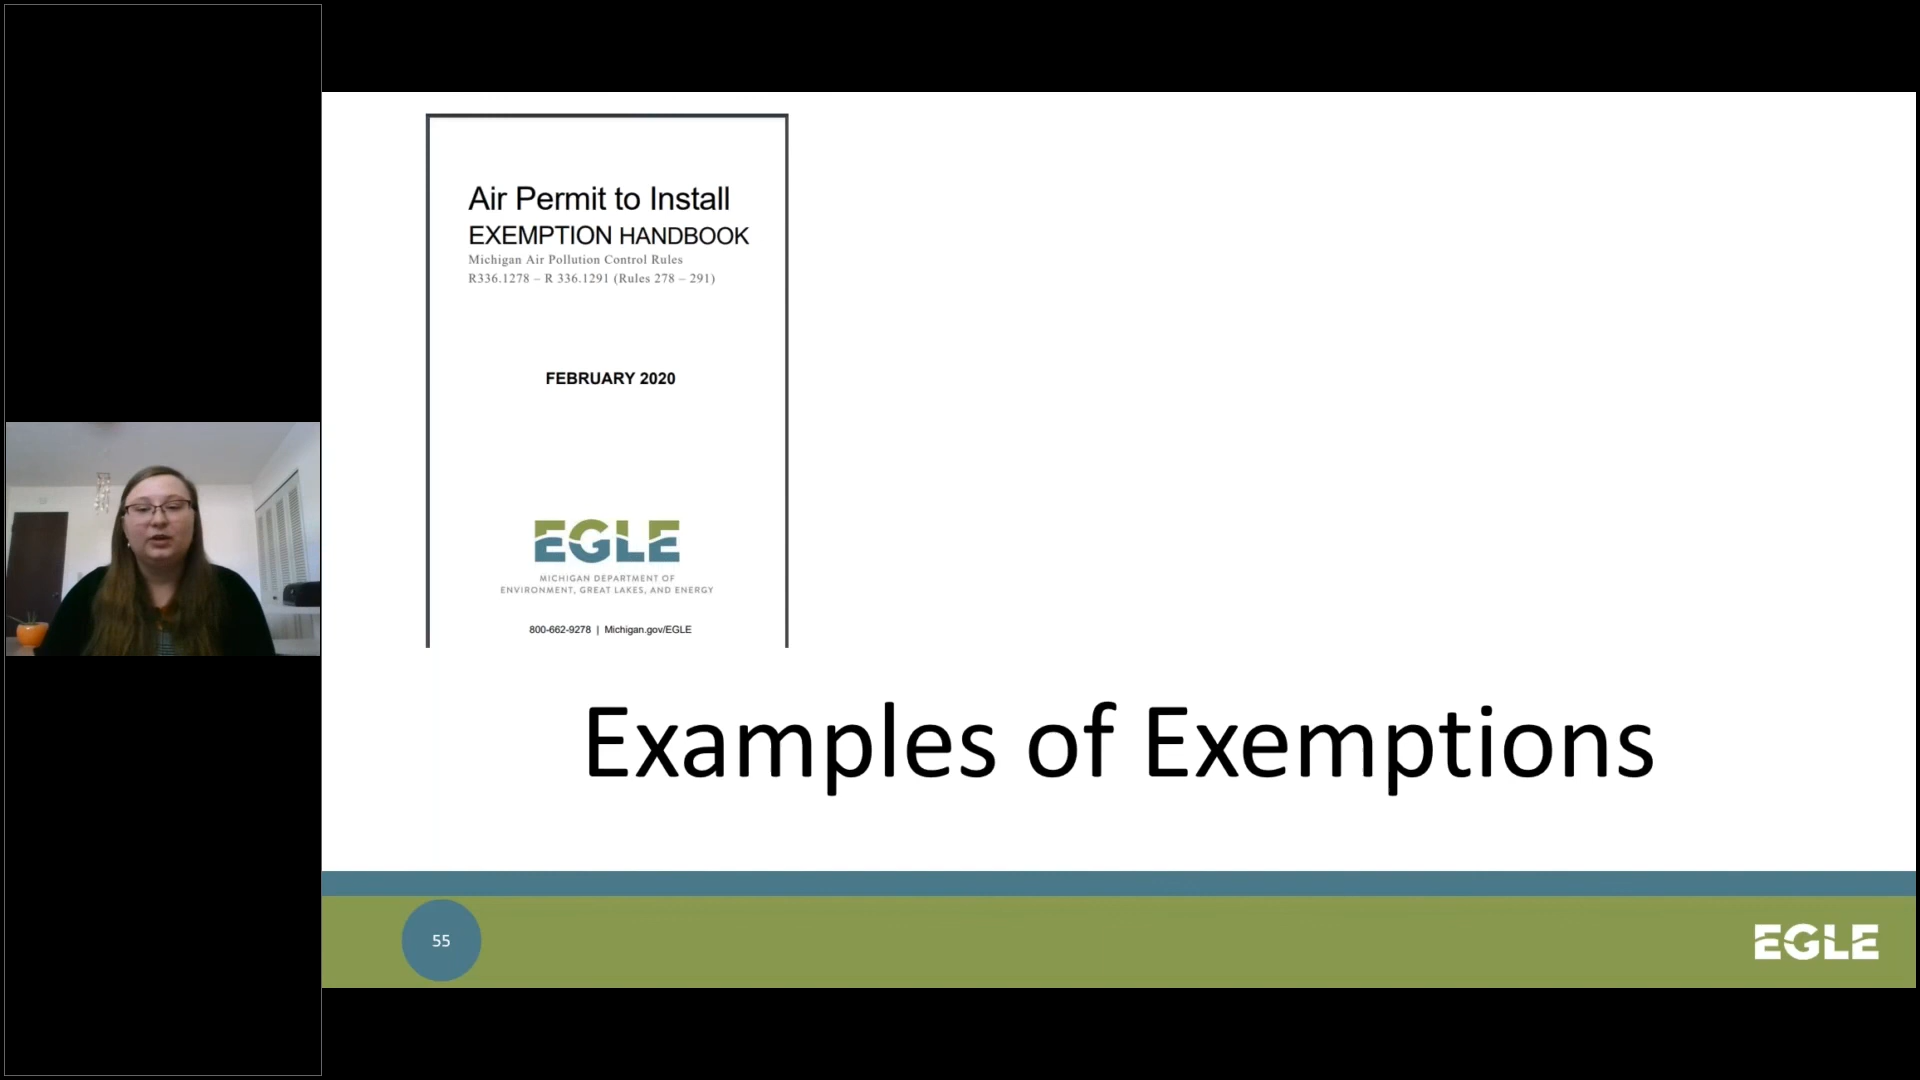 Air Permit to Install
EXEMPTION HANDBOOK
Michigan Air Pollution Control Rules
R336.1278 – R 336.1291 (Rules 278 – 291)
FEBRUARY 2020
EGLE
MICHIGAN DEPARTMENT OF
ENVIRONMENT, GREAT LAKES, AND ENERGY
800-662-9278 | Michigan.gov/EGLE
Examples of Exemptions
55
EGLE